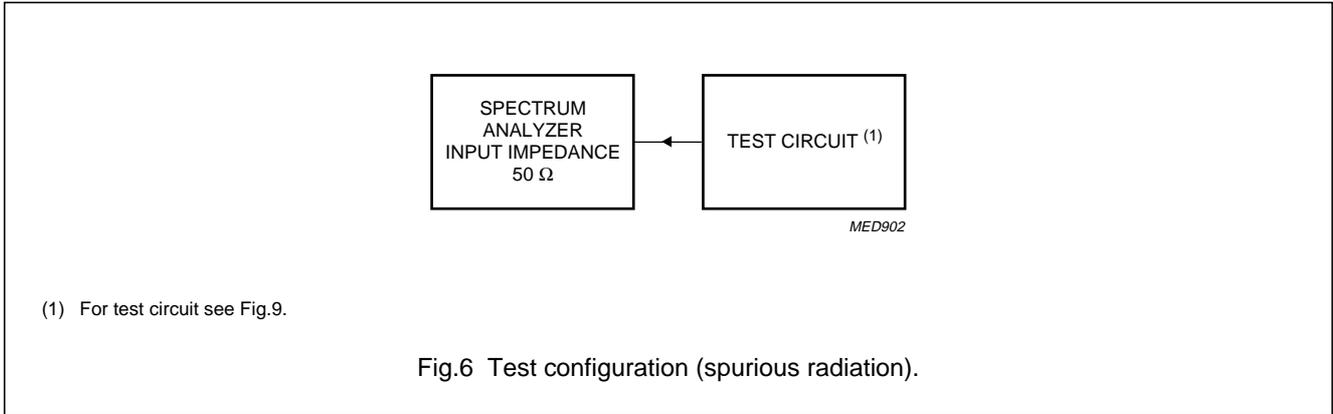 SPECTRUM
ANALYZER
INPUT IMPEDANCE
50 Ω
TEST CIRCUIT (1)
MED902
(1) For test circuit see Fig.9.
Fig.6 Test configuration (spurious radiation).